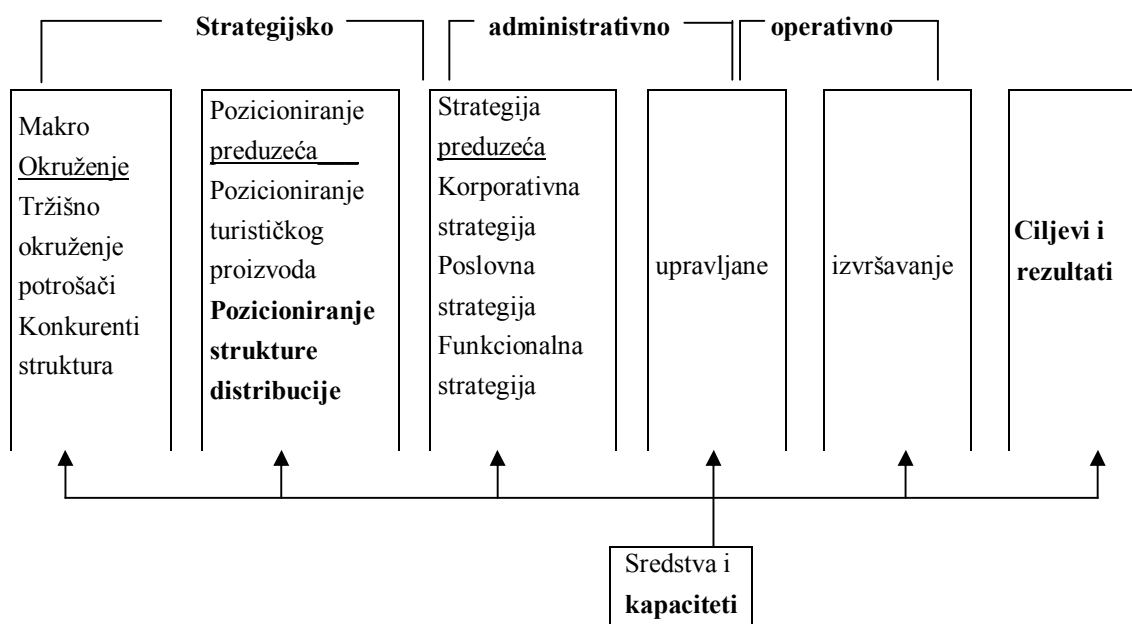 Strategijsko
administrativno
operativno
Makro
Okruženje
Tržišno
okruženje
potrošači
Konkurenti
struktura
Pozicioniranje
preduzeća___
Pozicioniranje
turističkog
proizvoda
Pozicioniranje
strukture
distribucije
Strategija
preduzeća
Korporativna
strategija
Poslovna
strategija
Funkcionalna
strategija
upravljane
izvršavanje
Ciljevi i
rezultati
Sredstva i
kapaciteti